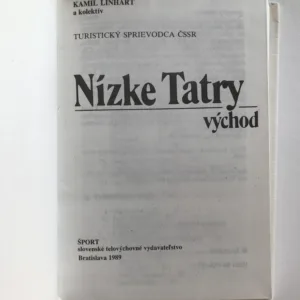 KAMIL LINHART
a kolektív
TURISTICKÝ SPRIEVODCA ČSSR
Nízke Tatry
východ
ŠPORT
slovenské telovýchovné vydavateľstvo
Bratislava 1989